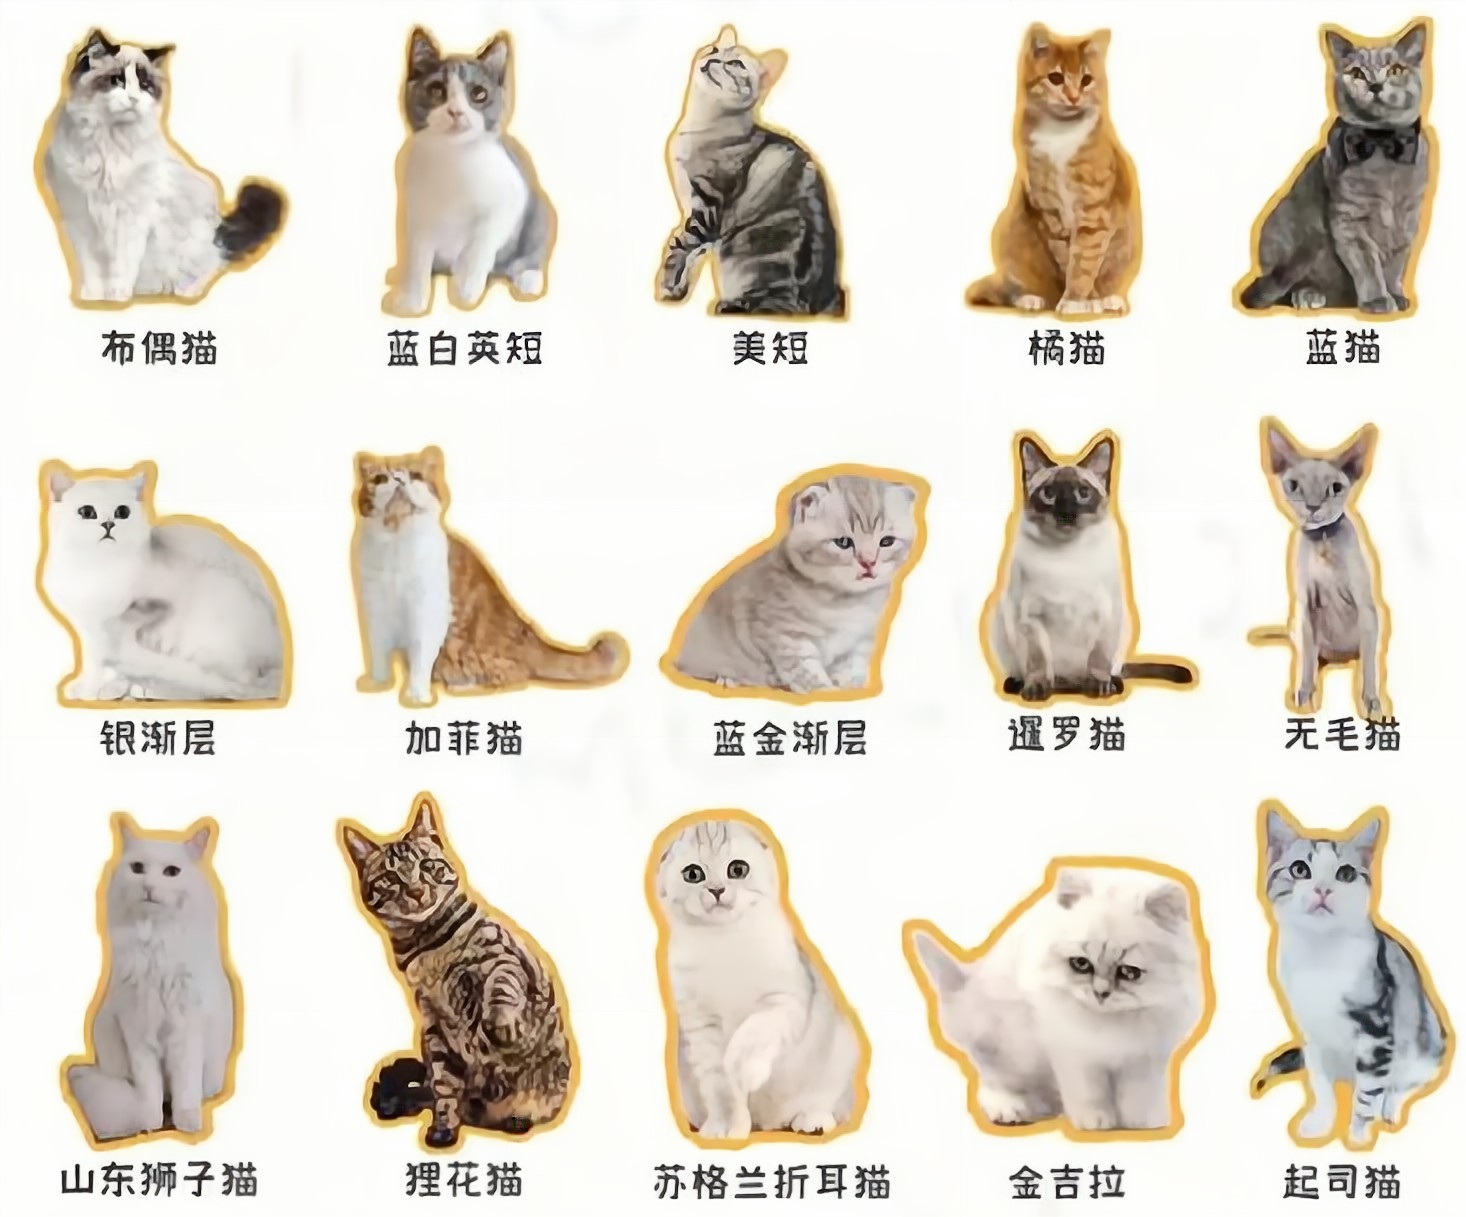 布偶猫
蓝白英短
美短
橘猫
蓝猫
银渐层
加菲猫
蓝金渐层
暹罗猫
无毛猫
山东狮子猫
狸花猫
苏格兰折耳猫
金吉拉
起司猫